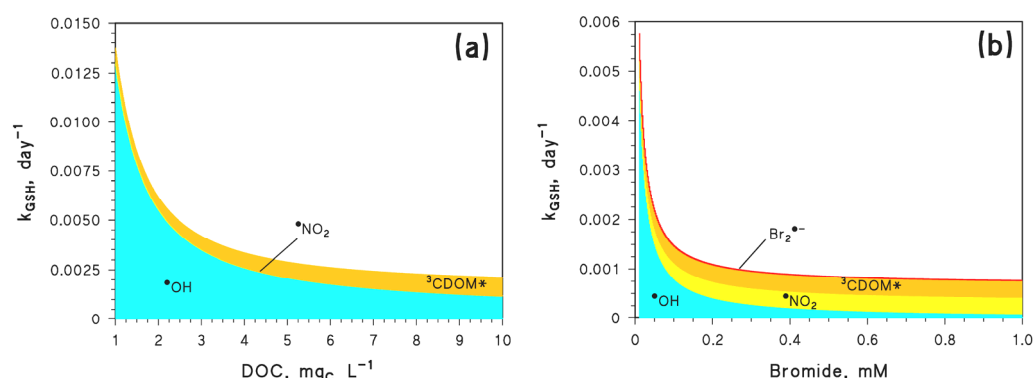 (a)
k_GSH, day⁻¹
0.0150
0.0125
0.0100
0.0075
0.0050
0.0025
0
•NO₂
•OH
³CDOM*
1 2 3 4 5 6 7 8 9 10
DOC, mg_C L⁻¹
(b)
k_GSH, day⁻¹
0.006
0.005
0.004
0.003
0.002
0.001
0
Br₂•⁻
³CDOM*
•OH
•NO₂
0 0.2 0.4 0.6 0.8 1.0
Bromide, mM